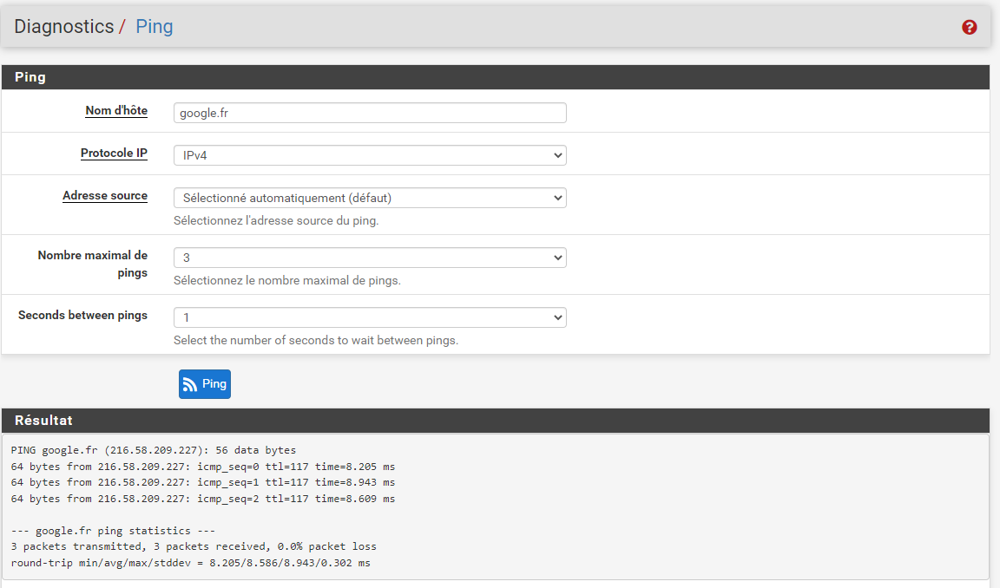 Diagnostics / Ping
?
Ping
Nom d'hôte
google.fr
Protocole IP
IPv4
Adresse source
Sélectionné automatiquement (défaut)
Sélectionnez l'adresse source du ping.
Nombre maximal de
pings
3
Sélectionnez le nombre maximal de pings.
Seconds between pings
1
Select the number of seconds to wait between pings.
Ping
Résultat
PING google.fr (216.58.209.227): 56 data bytes
64 bytes from 216.58.209.227: icmp_seq=0 ttl=117 time=8.205 ms
64 bytes from 216.58.209.227: icmp_seq=1 ttl=117 time=8.943 ms
64 bytes from 216.58.209.227: icmp_seq=2 ttl=117 time=8.609 ms
--- google.fr ping statistics ---
3 packets transmitted, 3 packets received, 0.0% packet loss
round-trip min/avg/max/stddev = 8.205/8.586/8.943/0.302 ms